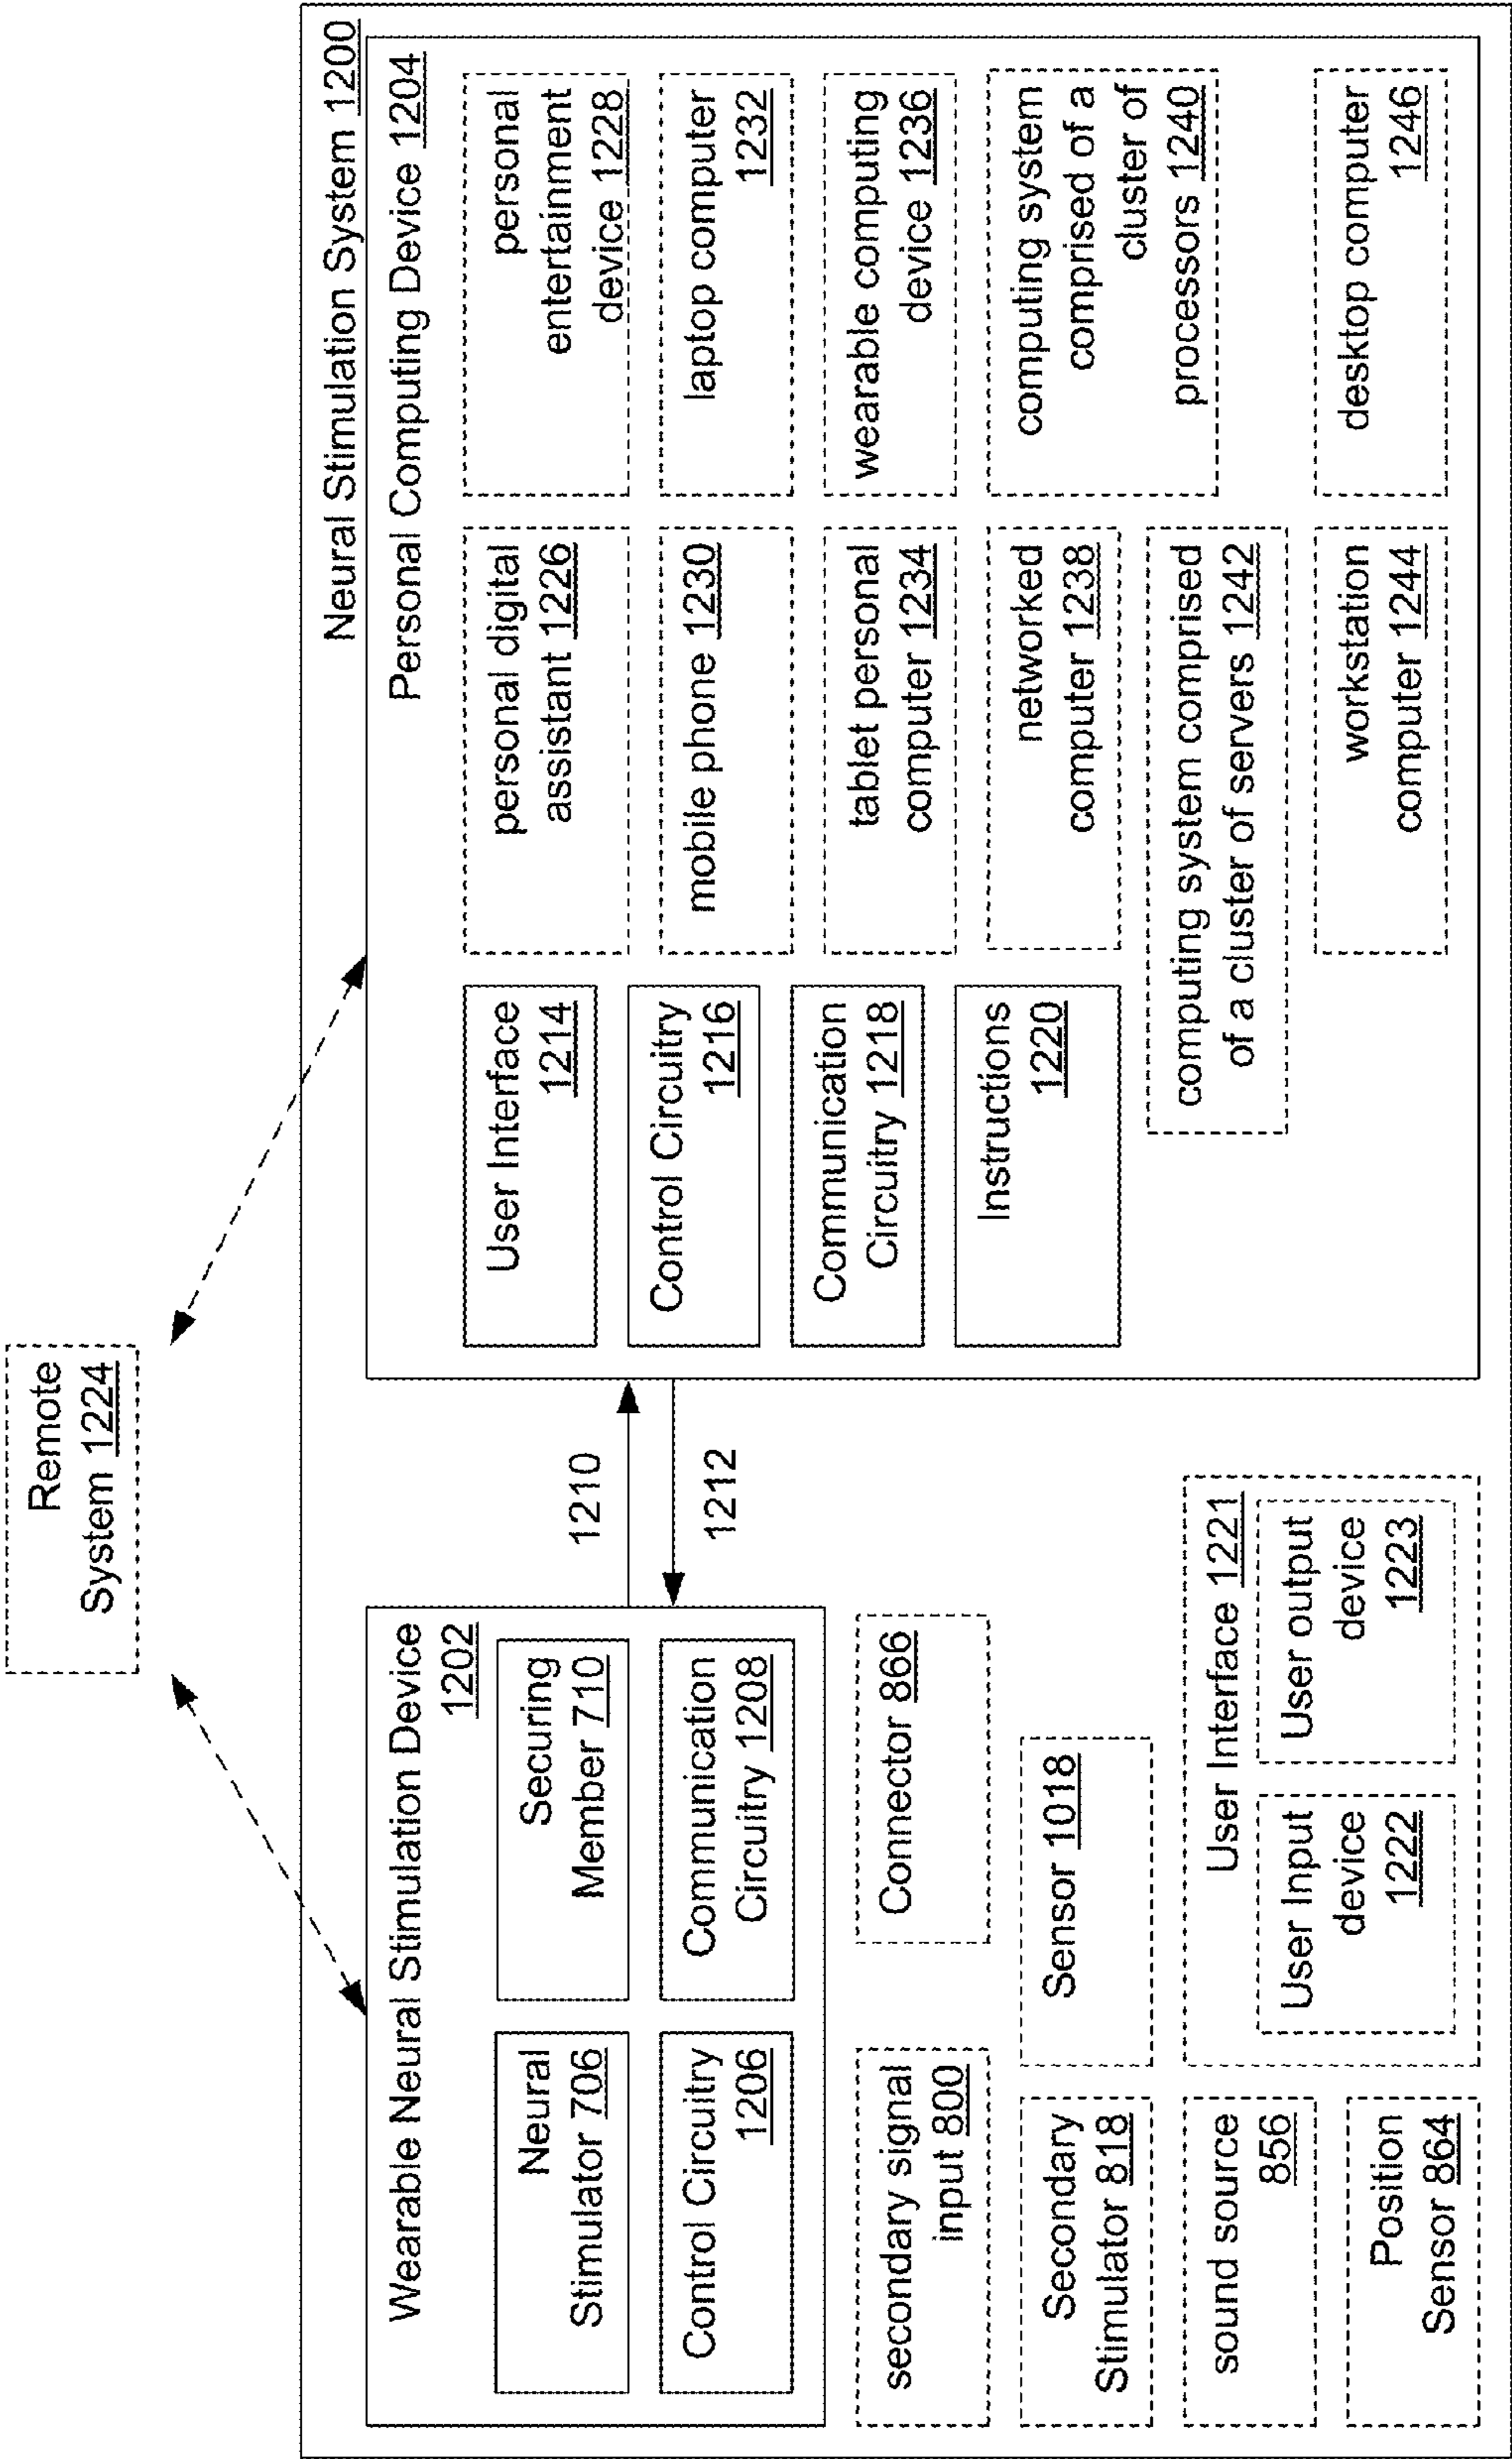 Remote
System 1224
Neural Stimulation System 1200
Wearable Neural Stimulation Device
1202
Neural
Stimulator 706
Securing
Member 710
Control Circuitry
1206
Communication
Circuitry 1208
secondary signal
input 800
Connector 866
Secondary
Stimulator 818
Sensor 1018
sound source
856
Position
Sensor 864
User Interface 1221
User Input
device
1222
User output
device
1223
1210
1212
Personal Computing Device 1204
User Interface
1214
Control Circuitry
1216
Communication
Circuitry 1218
Instructions
1220
personal digital
assistant 1226
personal
entertainment
device 1228
mobile phone 1230
laptop computer
1232
tablet personal
computer 1234
wearable computing
device 1236
networked
computer 1238
computing system
comprised of a
cluster of
processors 1240
computing system comprised
of a cluster of servers 1242
workstation
computer 1244
desktop computer
1246